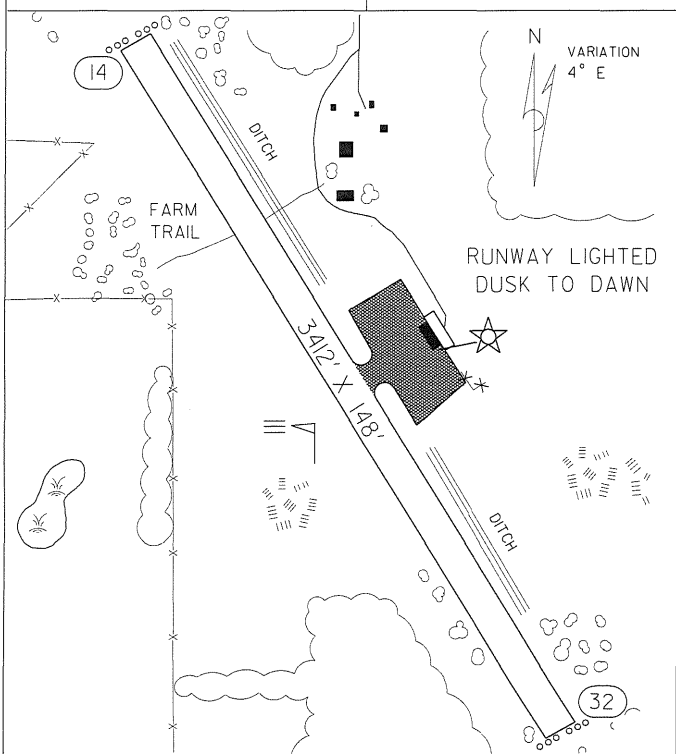 14
DITCH
N
VARIATION
4° E
FARM
TRAIL
RUNWAY LIGHTED
DUSK TO DAWN
3412' X 148'
DITCH
32